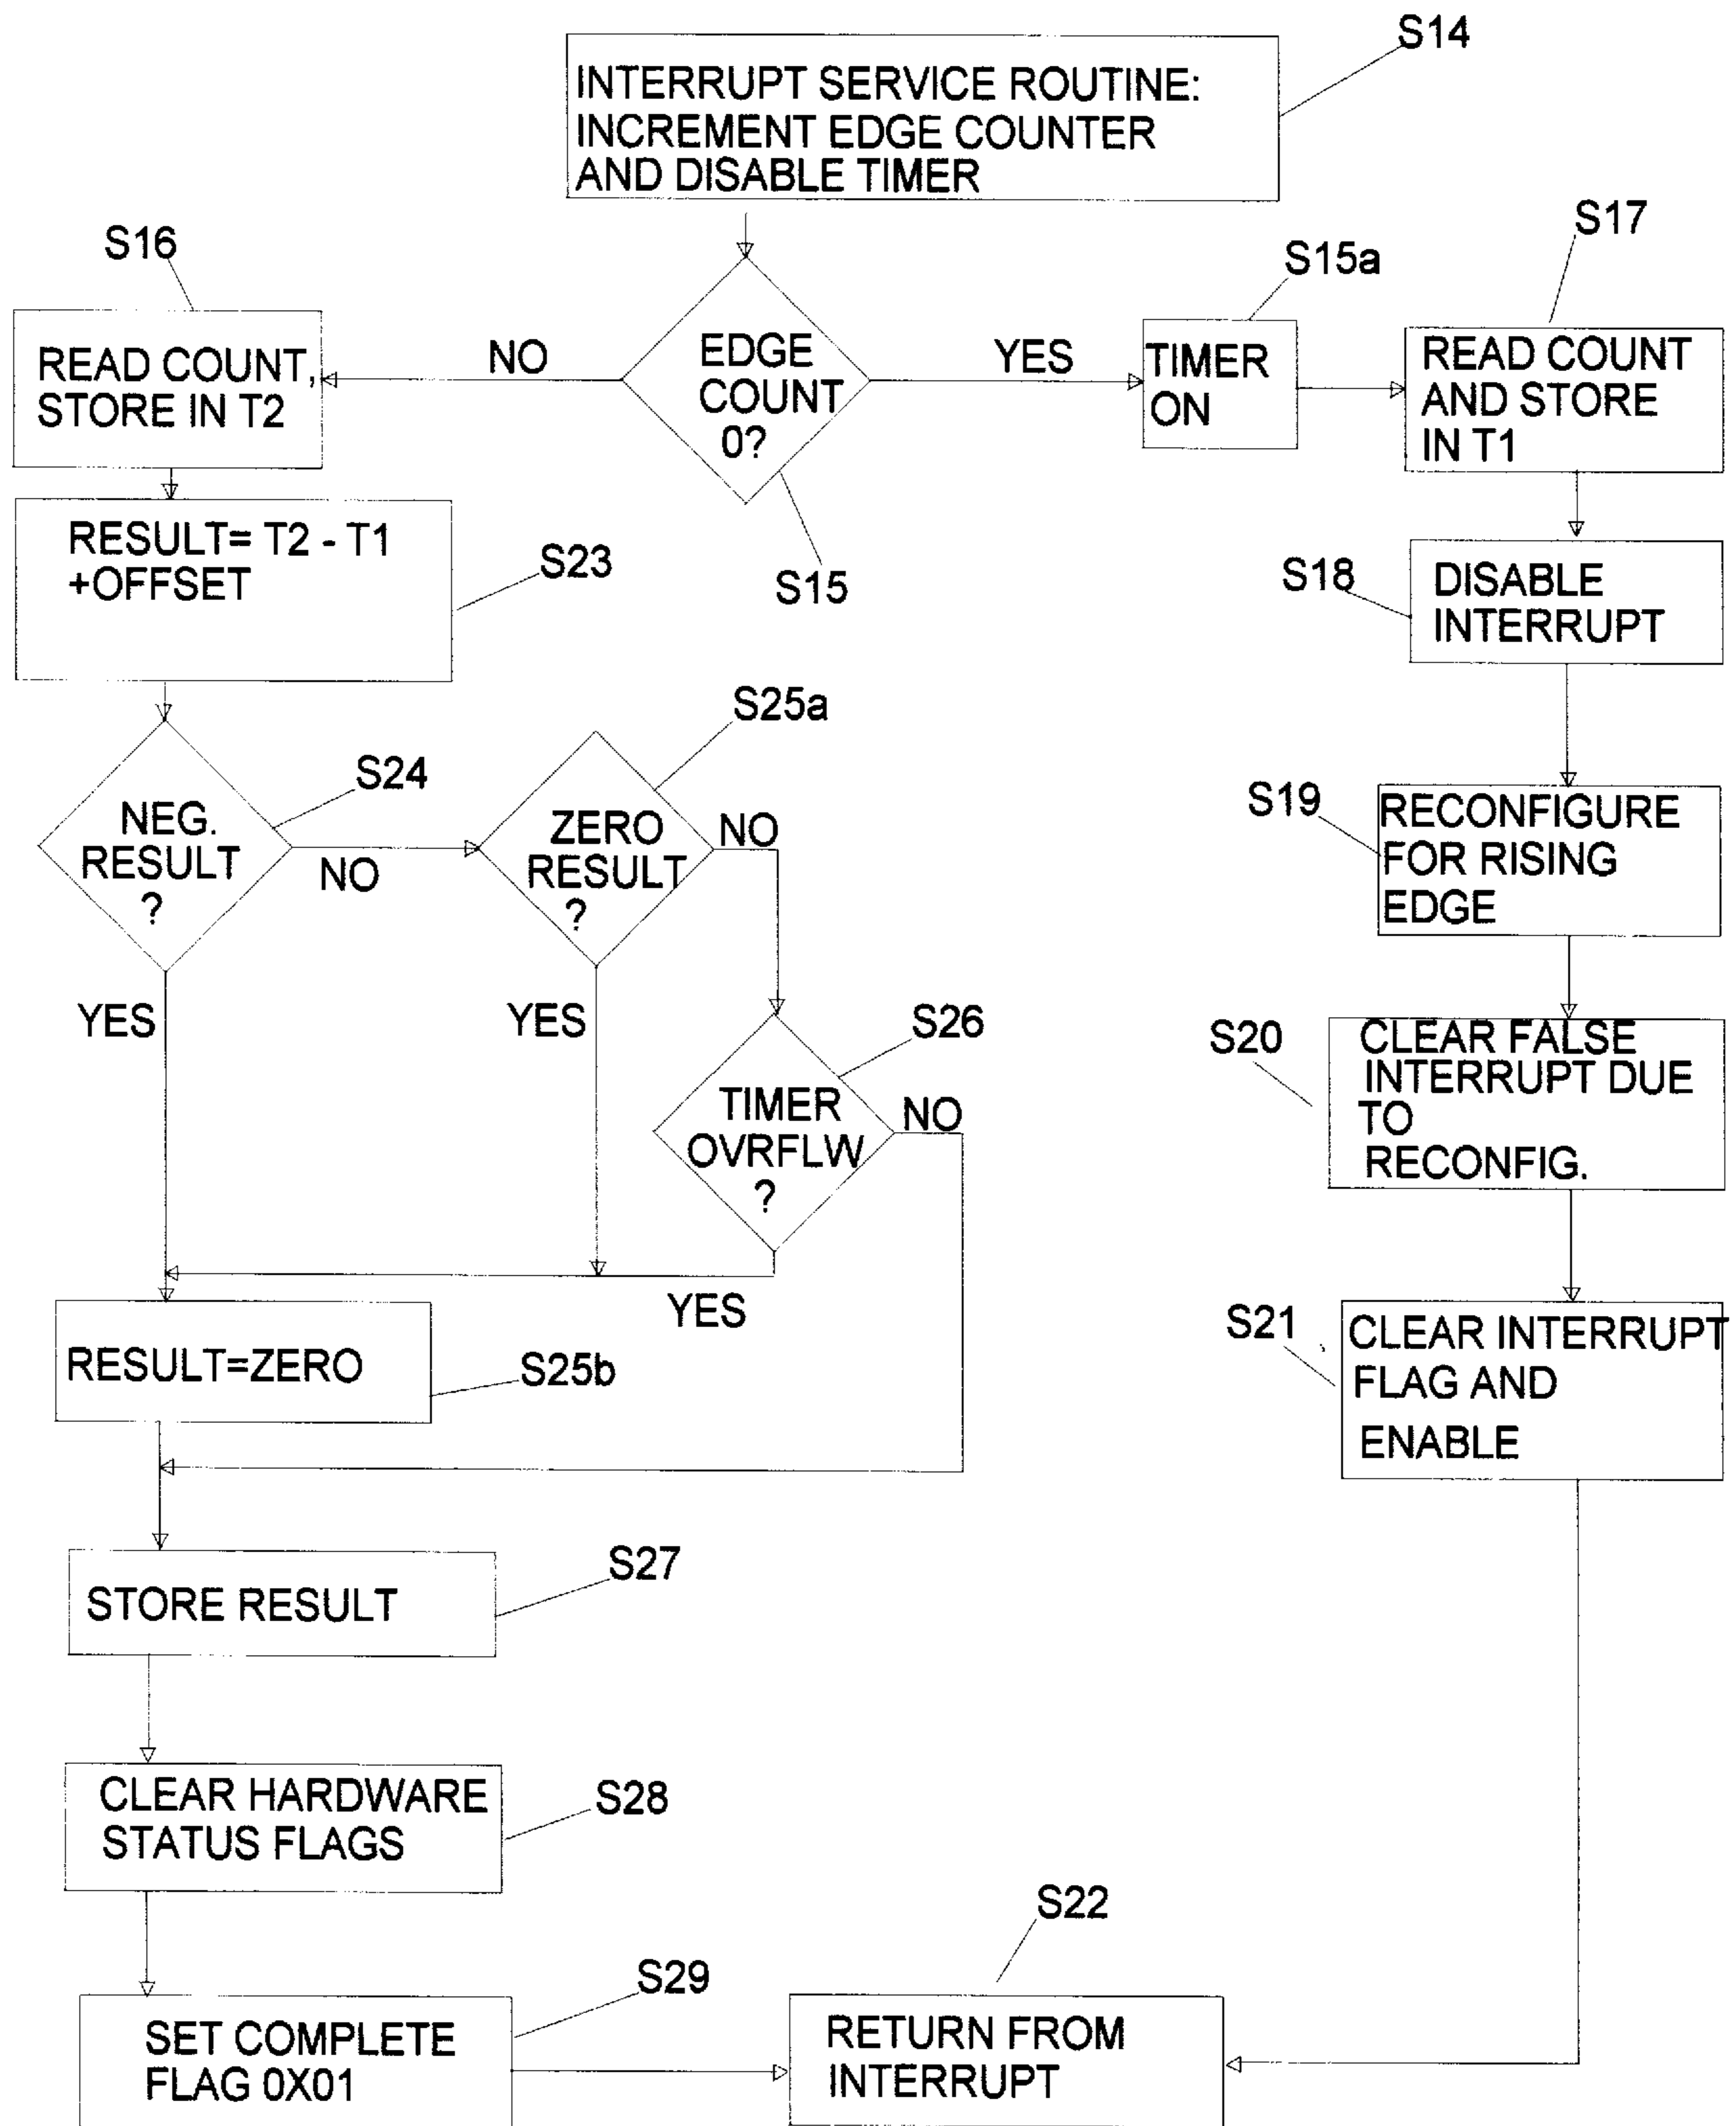 S14
INTERRUPT SERVICE ROUTINE:
INCREMENT EDGE COUNTER
AND DISABLE TIMER
S16
S17
S15a
READ COUNT,
STORE IN T2
NO
EDGE
COUNT
0?
YES
TIMER
ON
READ COUNT
AND STORE
IN T1
RESULT= T2 - T1
+OFFSET
S23
S15
S18
DISABLE
INTERRUPT
S25a
S24
NEG.
RESULT
?
NO
ZERO
RESULT
?
NO
S19
RECONFIGURE
FOR RISING
EDGE
YES
YES
S26
TIMER
OVRFLW
?
NO
S20
CLEAR FALSE
INTERRUPT DUE
TO
RECONFIG.
YES
RESULT=ZERO
S25b
S21
CLEAR INTERRUPT
FLAG AND
ENABLE
S27
STORE RESULT
CLEAR HARDWARE
STATUS FLAGS
S28
S22
S29
SET COMPLETE
FLAG 0X01
RETURN FROM
INTERRUPT